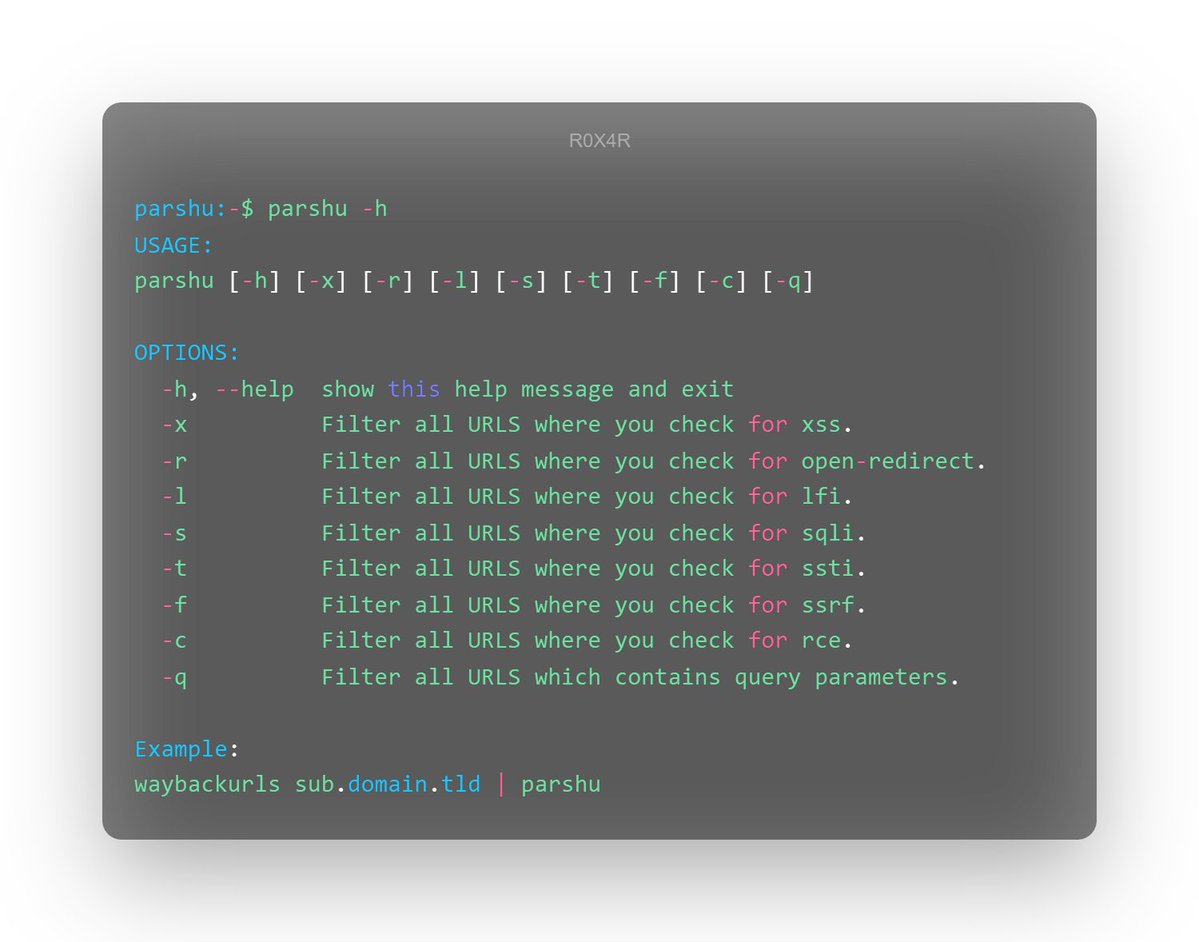 R0X4R
parshu:-$ parshu -h
USAGE:
parshu [-h] [-x] [-r] [-l] [-s] [-t] [-f] [-c] [-q]
OPTIONS:
-h, --help show this help message and exit
-x Filter all URLS where you check for xss.
-r Filter all URLS where you check for open-redirect.
-l Filter all URLS where you check for lfi.
-s Filter all URLS where you check for sqli.
-t Filter all URLS where you check for ssti.
-f Filter all URLS where you check for ssrf.
-c Filter all URLS where you check for rce.
-q Filter all URLS which contains query parameters.
Example:
waybackurls sub.domain.tld | parshu